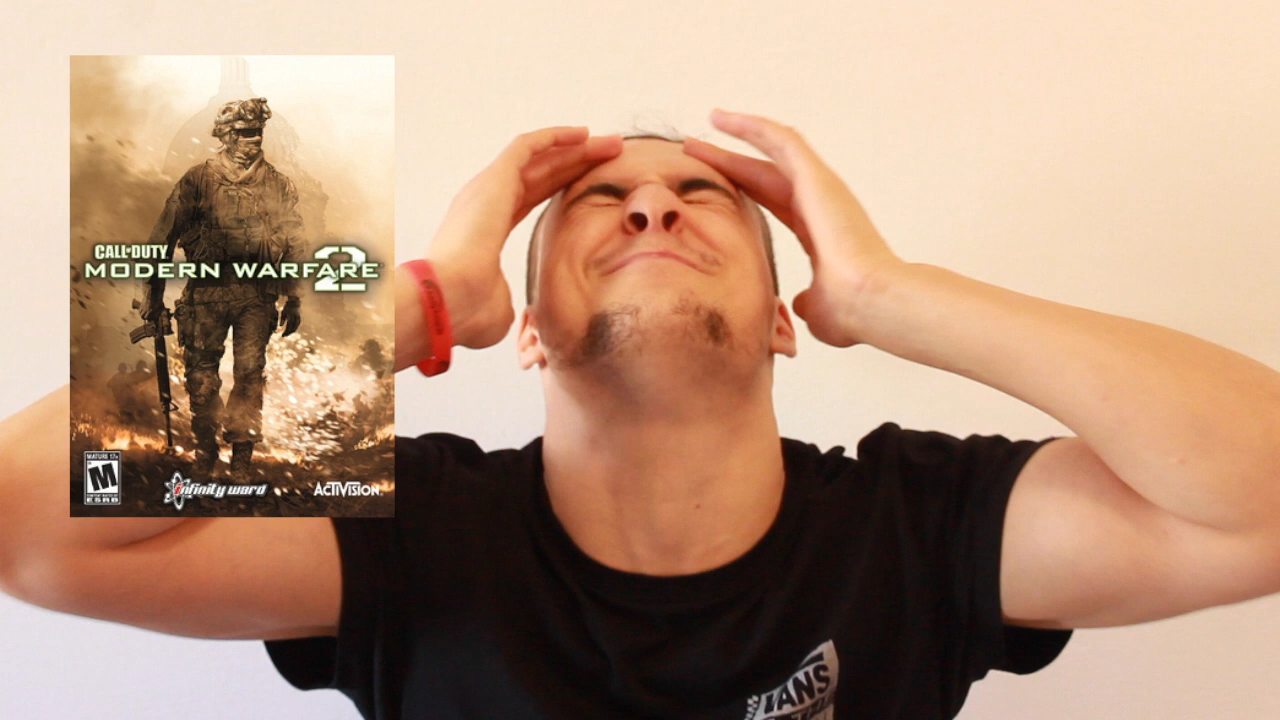 CALL OF DUTY
MODERN WARFARE 2
MATURE 17+
M
ESRB
infinity ward
ACTIVISION
VANS